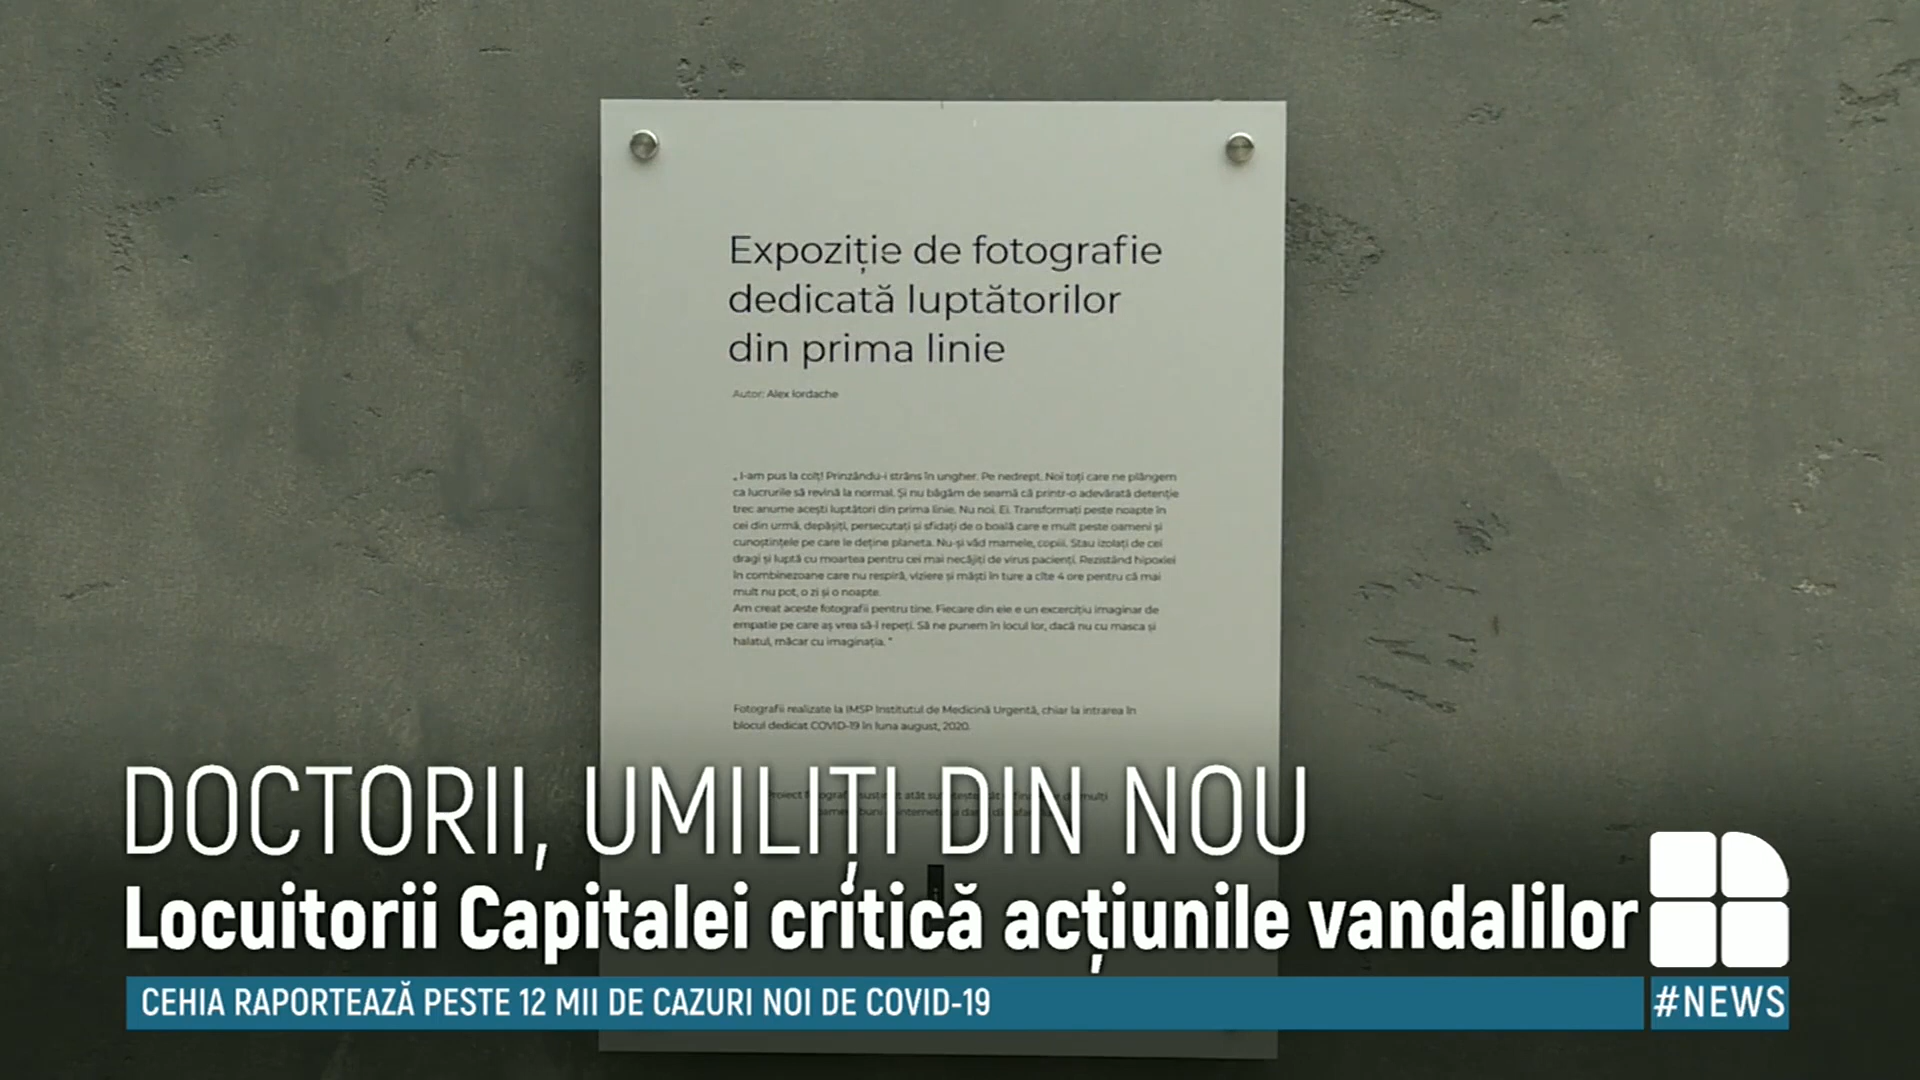 Expoziție de fotografie
dedicată luptătorilor
din prima linie
Autor: Alex Iordache
„ I-am pus la colț! Prinzându-i strâns în ungher. Pe nedrept. Noi toți care ne plângem
ca lucrurile să revină la normal. Și nu băgăm de seamă că printr-o adevărată detenție
trec anume acești luptători din prima linie. Nu noi. Ei. Transformați peste noapte în
cei din urmă, depășiți, persecutați și sfidați de o boală care e mult peste oameni și
cunoștințele pe care le deține planeta. Nu-și văd mamele, copiii. Stau izolați de cei
dragi și luptă cu moartea pentru cei mai necăjiți de virus pacienți. Rezistând hipoxiei
în combinezoane care nu respiră, viziere și măști în ture a cîte 4 ore pentru că mai
mult nu pot, o zi și o noapte.
Am creat aceste fotografii pentru tine. Fiecare din ele e un excercițiu imaginar de
empatie pe care aș vrea să-l repeți. Să ne punem în locul lor, dacă nu cu masca și
halatul, măcar cu imaginația. "
Fotografii realizate la IMSP Institutul de Medicină Urgentă, chiar la intrarea în
blocul dedicat COVID-19 în luna august, 2020.
DOCTORII, UMILIȚI DIN NOU
Locuitorii Capitalei critică acțiunile vandalilor
CEHIA RAPORTEAZĂ PESTE 12 MII DE CAZURI NOI DE COVID-19
#NEWS